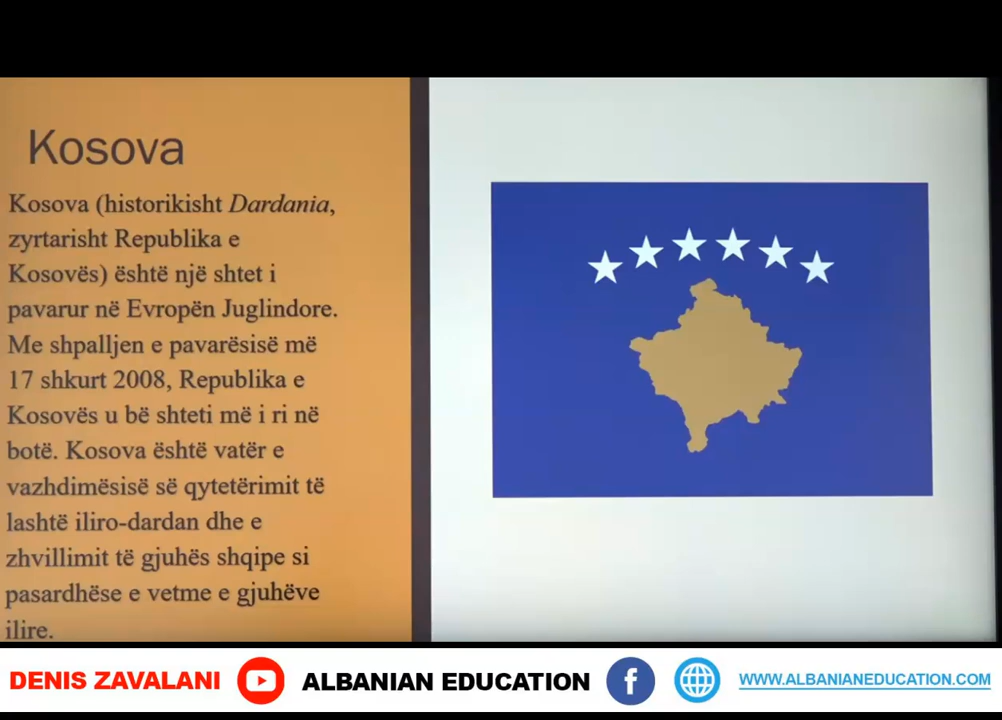 Kosova
Kosova (historikisht Dardania,
zyrtarisht Republika e
Kosovës) është një shtet i
pavarur në Evropën Juglindore.
Me shpalljen e pavarësisë më
17 shkurt 2008, Republika e
Kosovës u bë shteti më i ri në
botë. Kosova është vatër e
vazhdimësisë së qytetërimit të
lashtë iliro-dardan dhe e
zhvillimit të gjuhës shqipe si
pasardhëse e vetme e gjuhëve
ilire.
DENIS ZAVALANI ALBANIAN EDUCATION f WWW.ALBANIANEDUCATION.COM